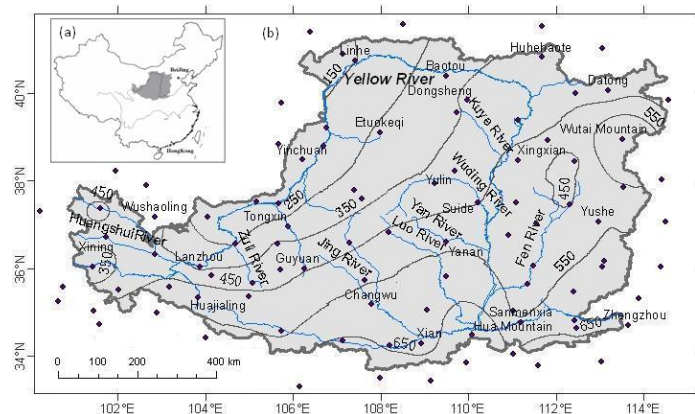 (a)
Beijing
HongKong
(b)
Linhe
Huhehaote
Baotou
Datong
150
Yellow River
Dongsheng
40°N
Kuye River
550
Etuokeqi
Wutai Mountain
Yinchuan
Xingxian
38°N
450
Wushaoling
250
Yulin
Wuding River
450
Huangshui River
Tongxin
350
Suide
Yan River
Yushe
Xining
Zuli River
Luo River
Fen River
Lanzhou
Jing River
Yanan
36°N
350
Guyuan
550
450
Changwu
Huajialing
Sanmenxia
Zhengzhou
Xian
Hua Mountain
650
34°N
650
0
100
200
400 km
102°E
104°E
106°E
108°E
110°E
112°E
114°E